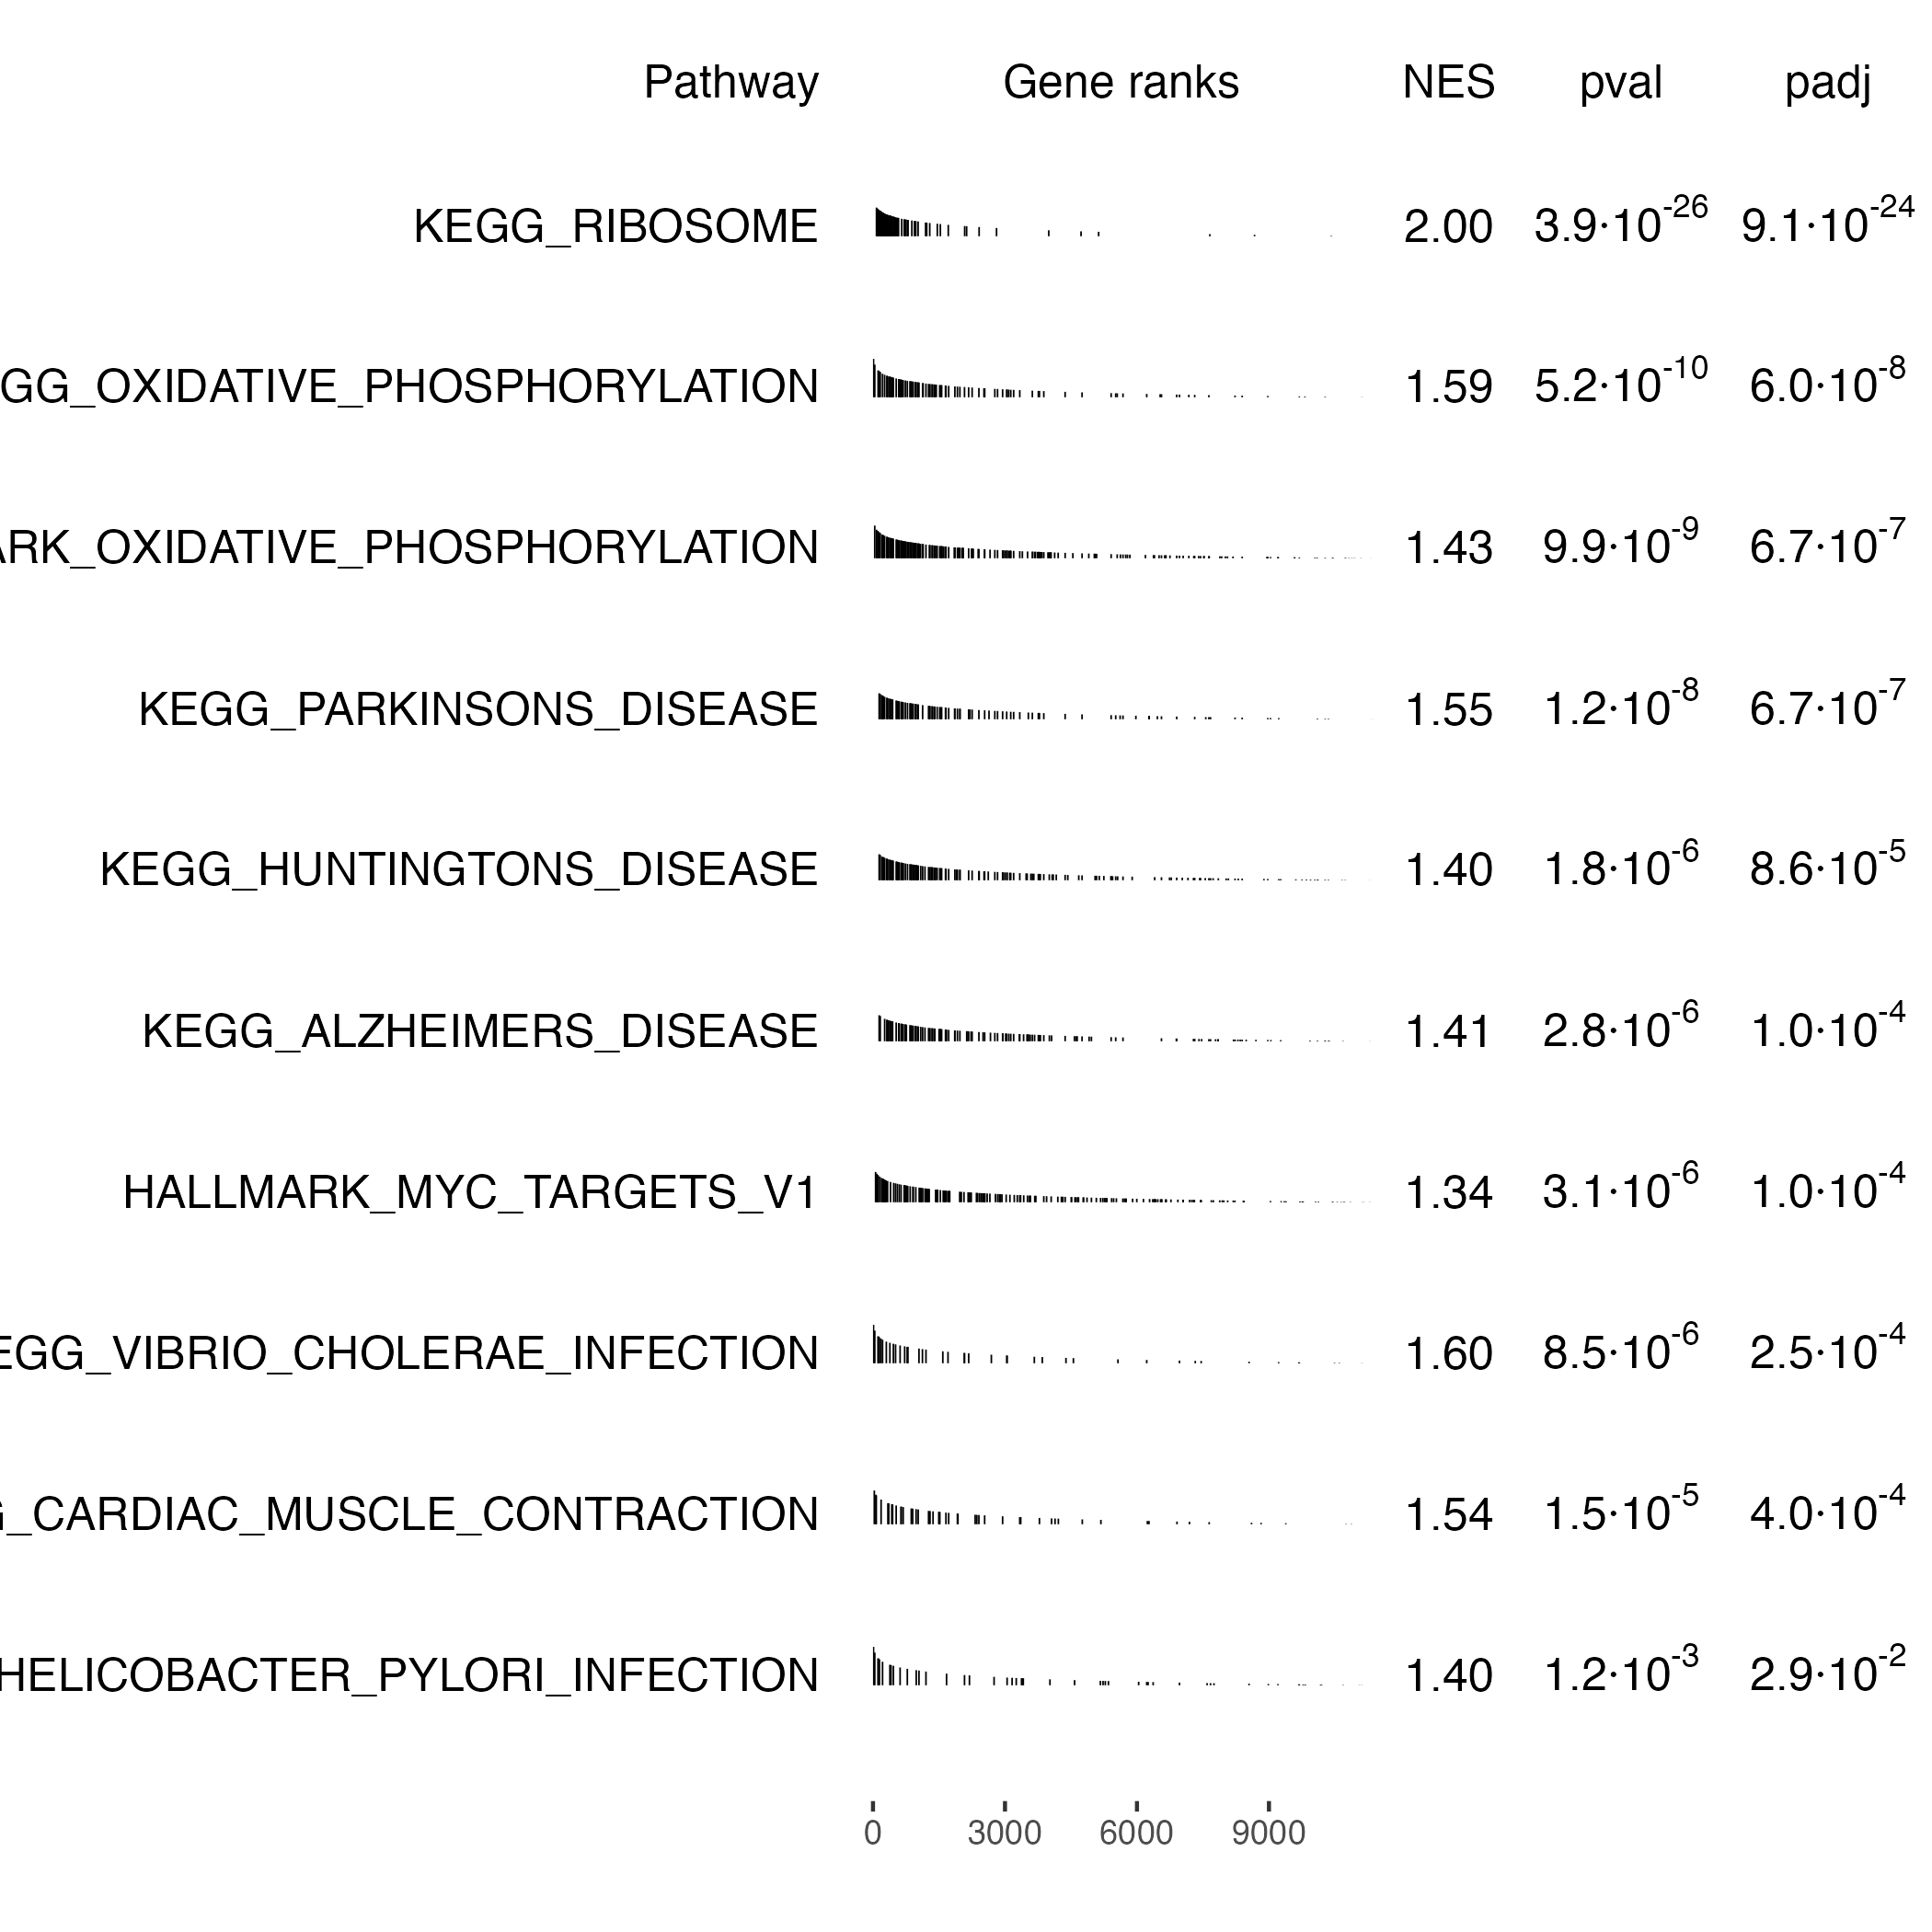 Pathway Gene ranks NES pval padj
KEGG_RIBOSOME 2.00 3.9·10^-26 9.1·10^-24
GG_OXIDATIVE_PHOSPHORYLATION 1.59 5.2·10^-10 6.0·10^-8
ARK_OXIDATIVE_PHOSPHORYLATION 1.43 9.9·10^-9 6.7·10^-7
KEGG_PARKINSONS_DISEASE 1.55 1.2·10^-8 6.7·10^-7
KEGG_HUNTINGTONS_DISEASE 1.40 1.8·10^-6 8.6·10^-5
KEGG_ALZHEIMERS_DISEASE 1.41 2.8·10^-6 1.0·10^-4
HALLMARK_MYC_TARGETS_V1 1.34 3.1·10^-6 1.0·10^-4
EGG_VIBRIO_CHOLERAE_INFECTION 1.60 8.5·10^-6 2.5·10^-4
G_CARDIAC_MUSCLE_CONTRACTION 1.54 1.5·10^-5 4.0·10^-4
HELICOBACTER_PYLORI_INFECTION 1.40 1.2·10^-3 2.9·10^-2
0 3000 6000 9000